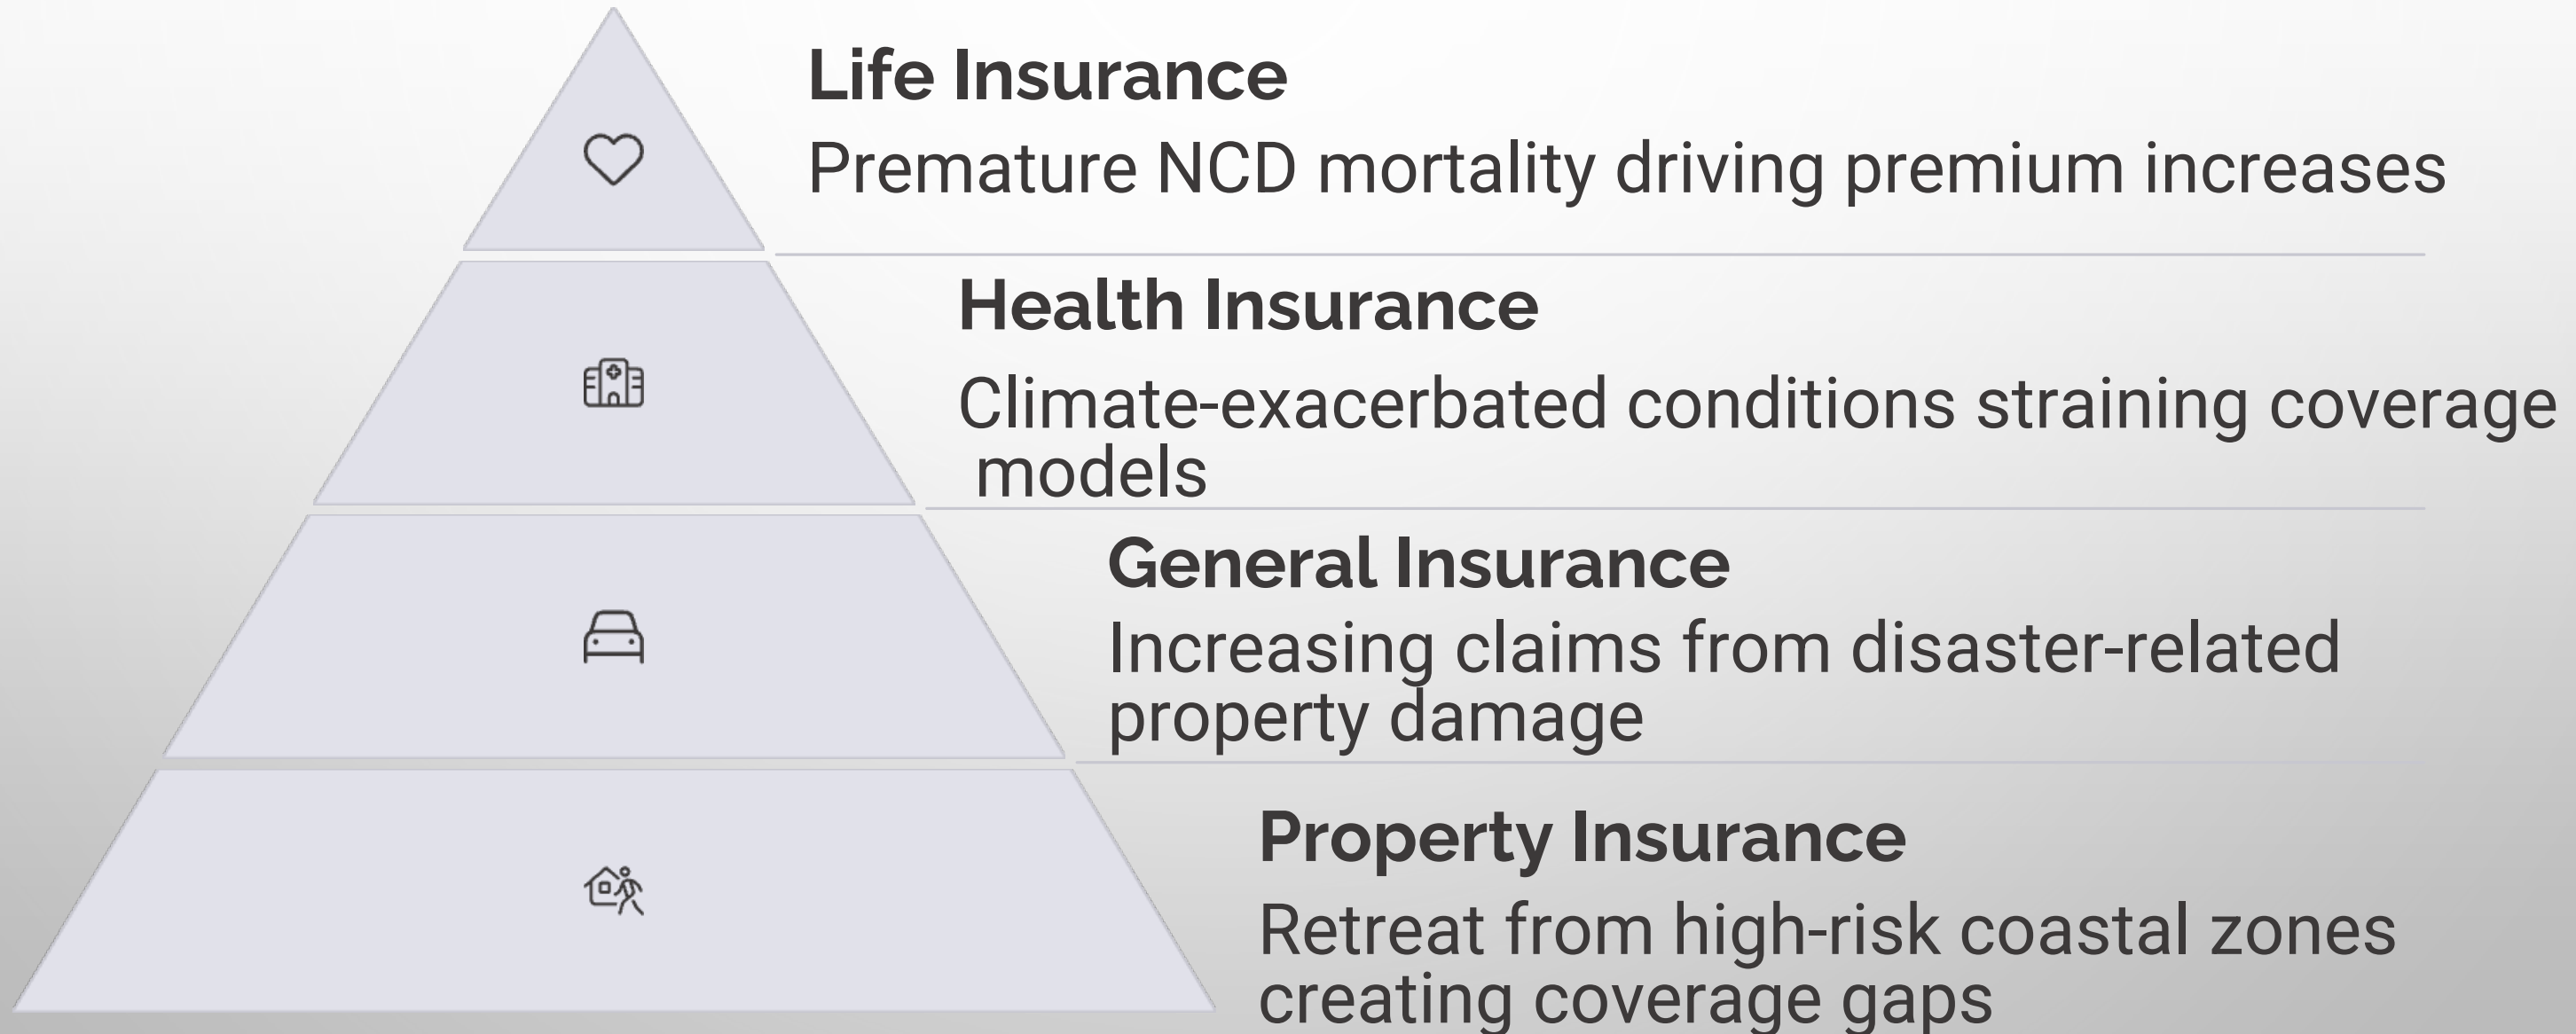 Life Insurance
Premature NCD mortality driving premium increases
Health Insurance
Climate-exacerbated conditions straining coverage
models
General Insurance
Increasing claims from disaster-related
property damage
Property Insurance
Retreat from high-risk coastal zones
creating coverage gaps